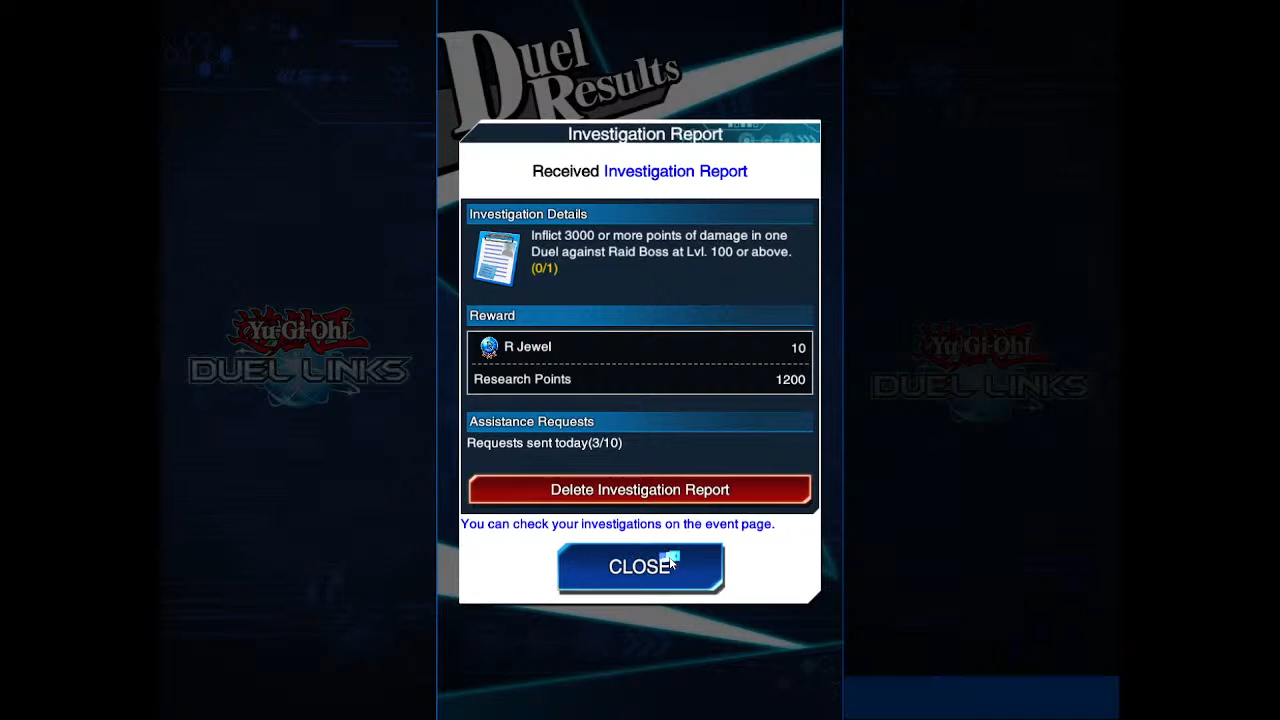 Duel
Results
Investigation Report
Received Investigation Report
Investigation Details
Inflict 3000 or more points of damage in one
Duel against Raid Boss at Lvl. 100 or above.
(0/1)
Reward
R Jewel 10
Research Points 1200
Assistance Requests
Requests sent today(3/10)
Delete Investigation Report
You can check your investigations on the event page.
CLOSE
Yu-Gi-Oh!
DUEL LINKS
Yu-Gi-Oh!
DUEL LINKS